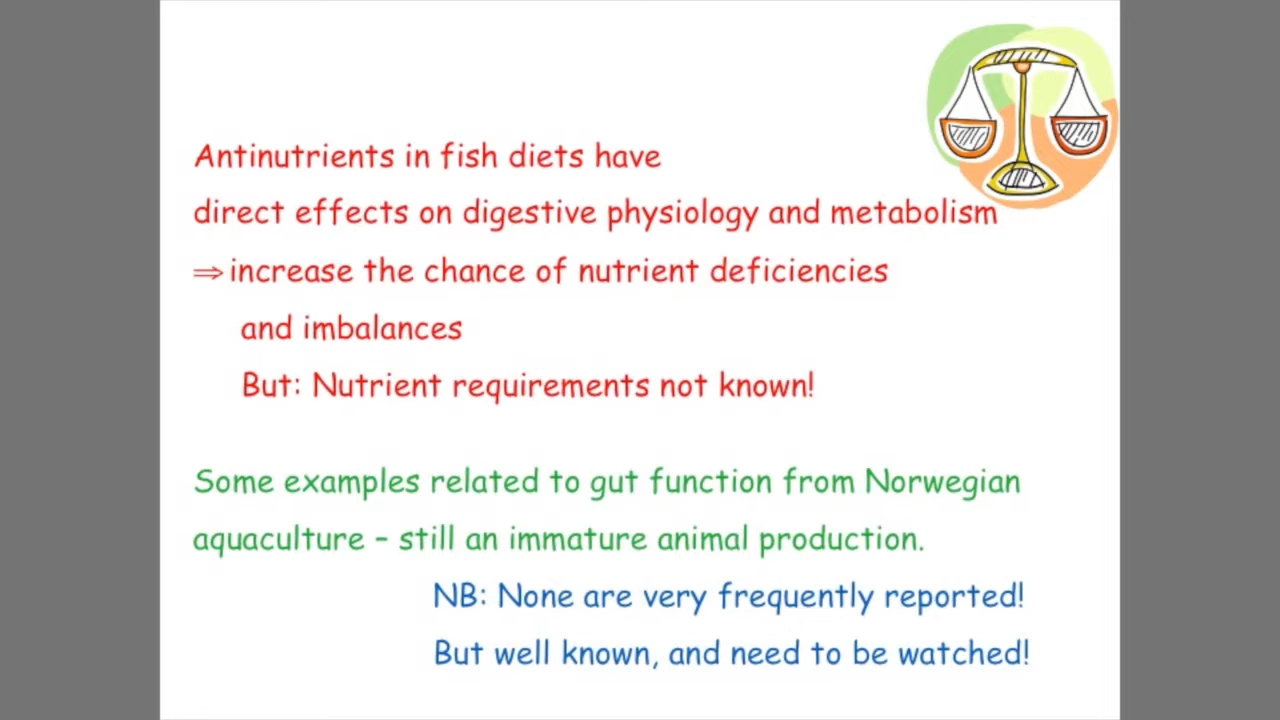 Antinutrients in fish diets have
direct effects on digestive physiology and metabolism
⇒ increase the chance of nutrient deficiencies
and imbalances
But: Nutrient requirements not known!
Some examples related to gut function from Norwegian
aquaculture – still an immature animal production.
NB: None are very frequently reported!
But well known, and need to be watched!